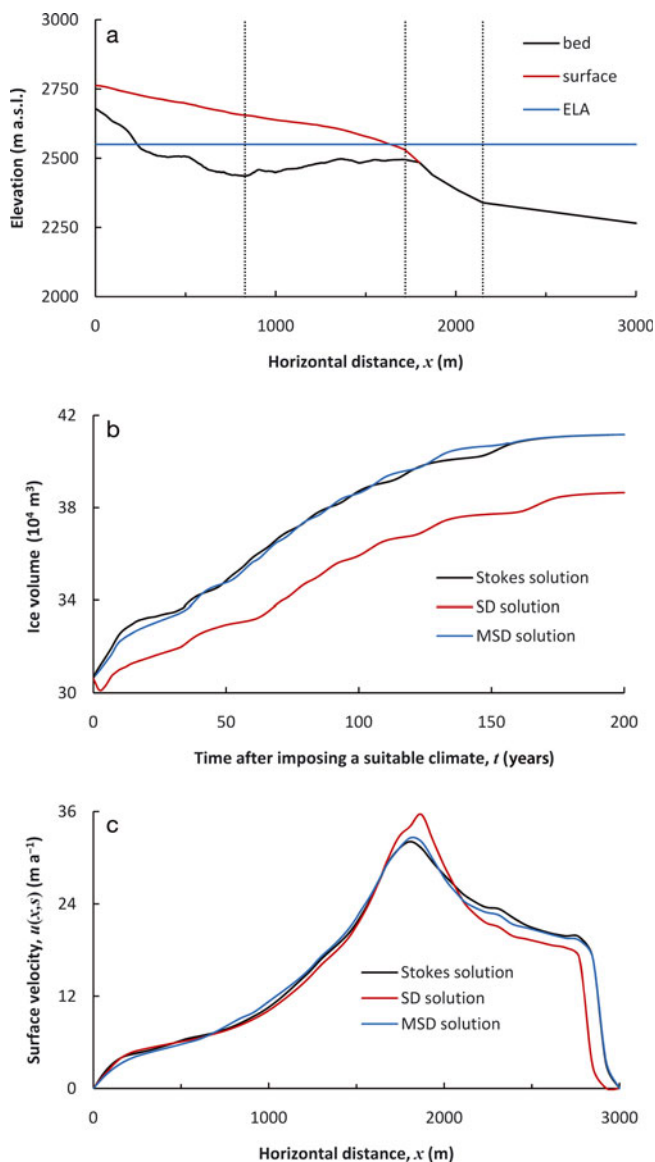 a
3000
2750
2500
2250
2000
Elevation (m a.s.l.)
bed
surface
ELA
0
1000
2000
3000
Horizontal distance, x (m)
b
42
38
34
30
Ice volume (10⁴ m³)
Stokes solution
SD solution
MSD solution
0
50
100
150
200
Time after imposing a suitable climate, t (years)
c
36
24
12
0
Surface velocity, u(x,s) (m a⁻¹)
Stokes solution
SD solution
MSD solution
0
1000
2000
3000
Horizontal distance, x (m)